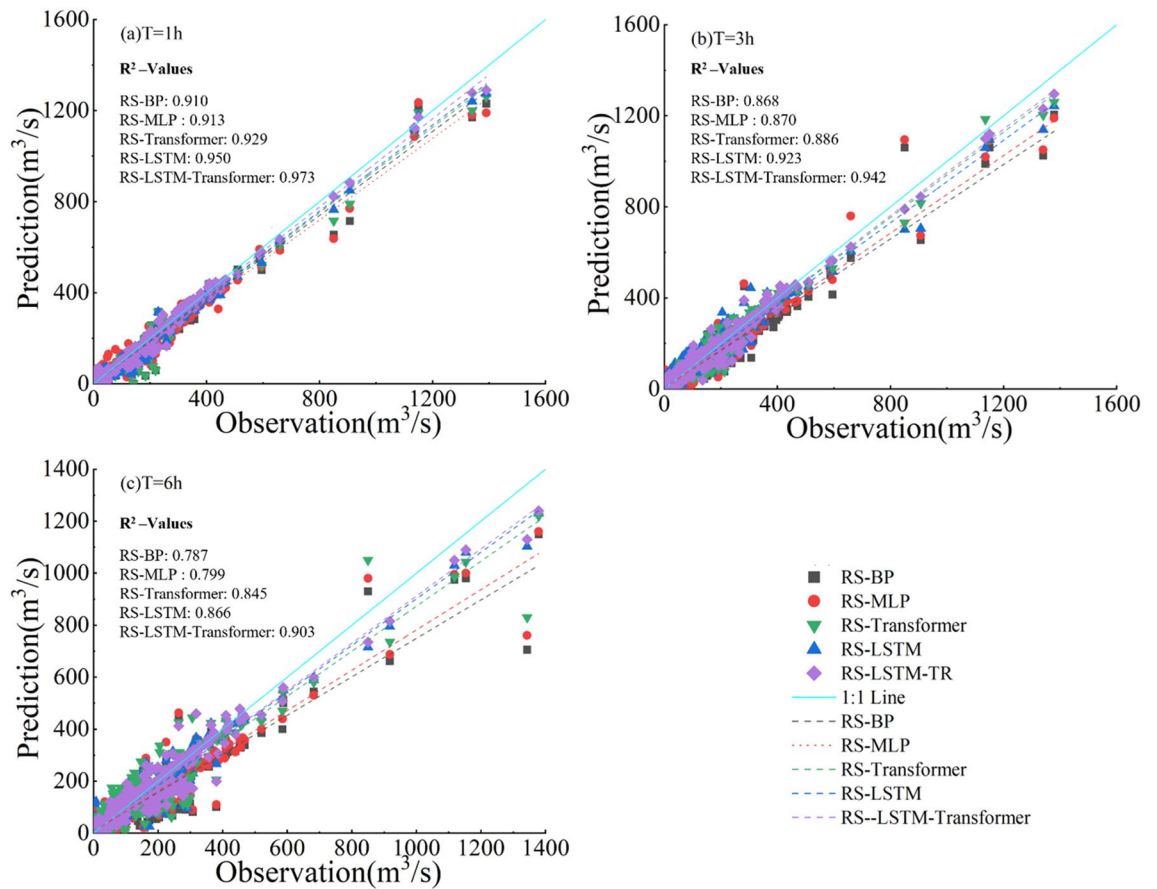 (a)T=1h
R²–Values
RS-BP: 0.910
RS-MLP : 0.913
RS-Transformer: 0.929
RS-LSTM: 0.950
RS-LSTM-Transformer: 0.973
1600
1200
800
400
0
0 400 800 1200 1600
Prediction(m³/s)
Observation(m³/s)
(b)T=3h
R²–Values
RS-BP: 0.868
RS-MLP: 0.870
RS-Transformer: 0.886
RS-LSTM: 0.923
RS-LSTM-Transformer: 0.942
1600
1200
800
400
0
0 400 800 1200 1600
Prediction(m³/s)
Observation(m³/s)
(c)T=6h
R²–Values
RS-BP: 0.787
RS-MLP : 0.799
RS-Transformer: 0.845
RS-LSTM: 0.866
RS-LSTM-Transformer: 0.903
1400
1200
1000
800
600
400
200
0
0 200 400 600 800 1000 1200 1400
Prediction(m³/s)
Observation(m³/s)
RS-BP
RS-MLP
RS-Transformer
RS-LSTM
RS-LSTM-TR
1:1 Line
RS-BP
RS-MLP
RS-Transformer
RS-LSTM
RS--LSTM-Transformer